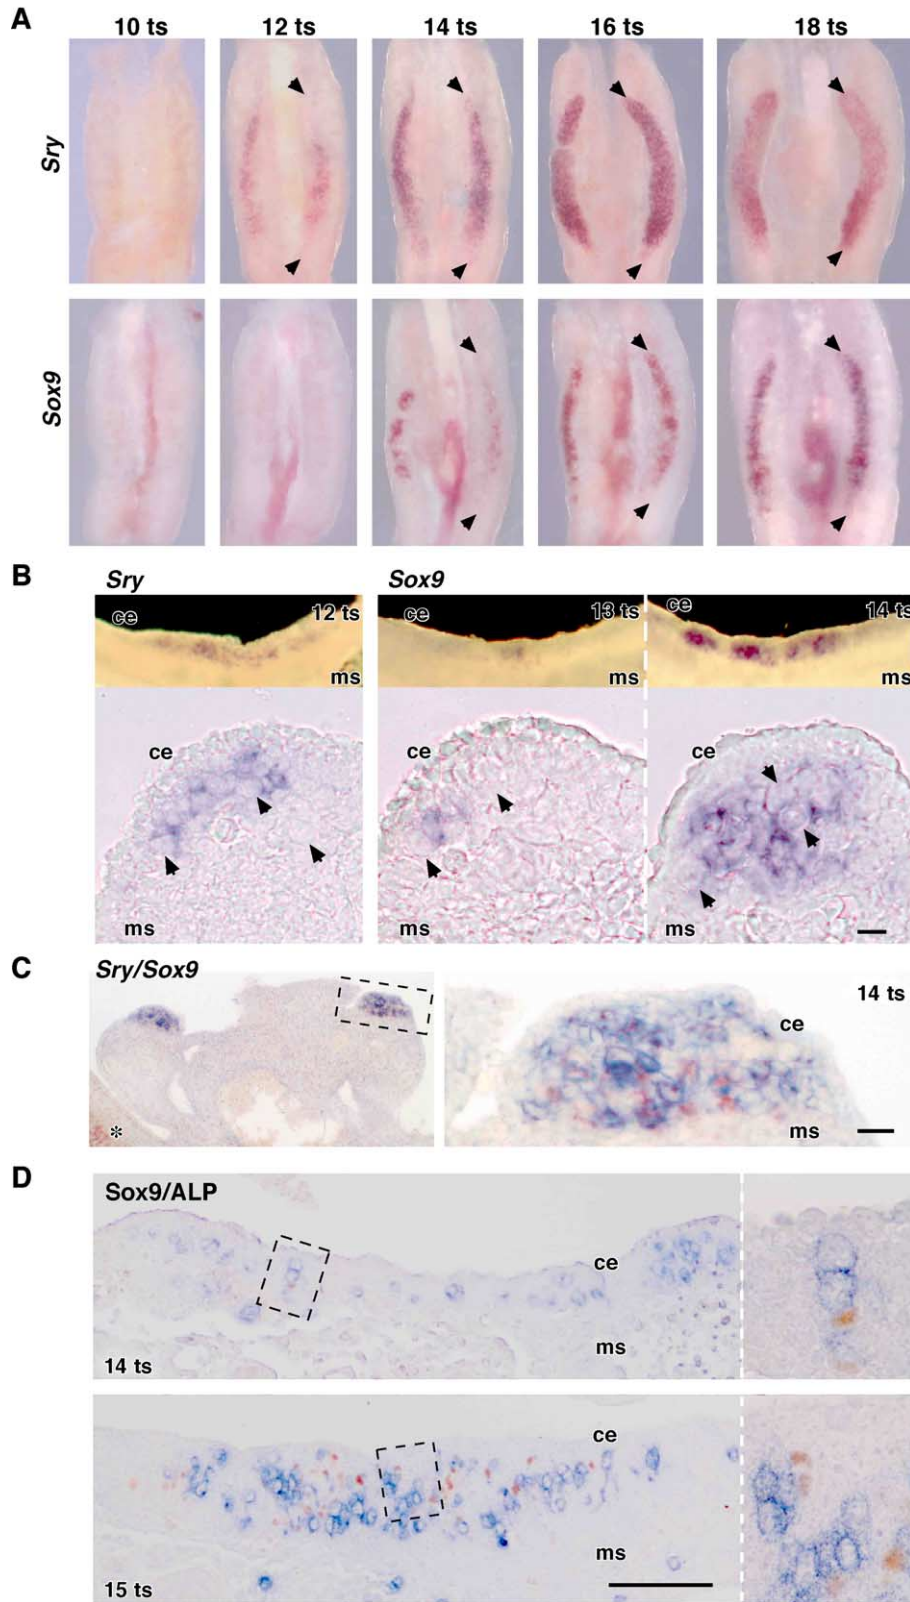 A
10 ts 12 ts 14 ts 16 ts 18 ts
Sry
Sox9
B
Sry Sox9
ce 12 ts ce 13 ts ce 14 ts
ms ms ms
ce ce ce
ms ms ms
C
Sry/Sox9
14 ts
ce
*
ms
D
Sox9/ALP
ce
ms
14 ts
ce
ms
15 ts